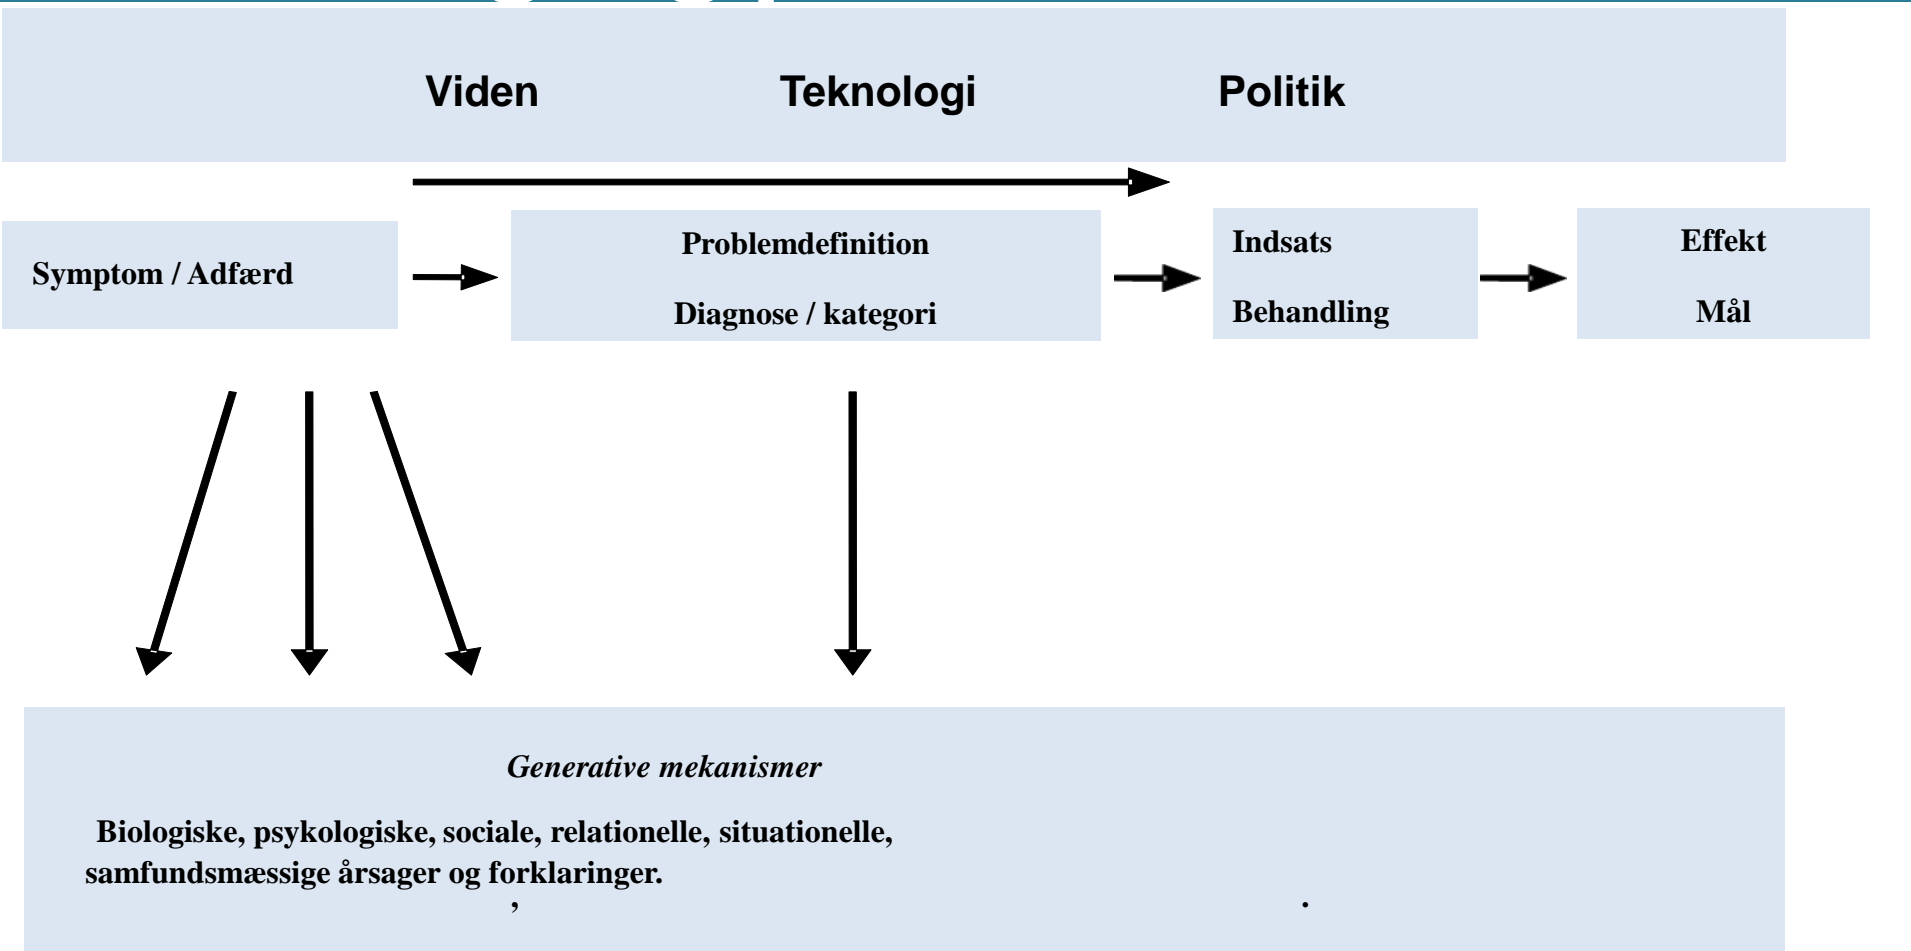 Viden Teknologi Politik
Symptom / Adfærd
Problemdefinition
Diagnose / kategori
Indsats
Behandling
Effekt
Mål
Generative mekanismer
Biologiske, psykologiske, sociale, relationelle, situationelle,
samfundsmæssige årsager og forklaringer.
, .